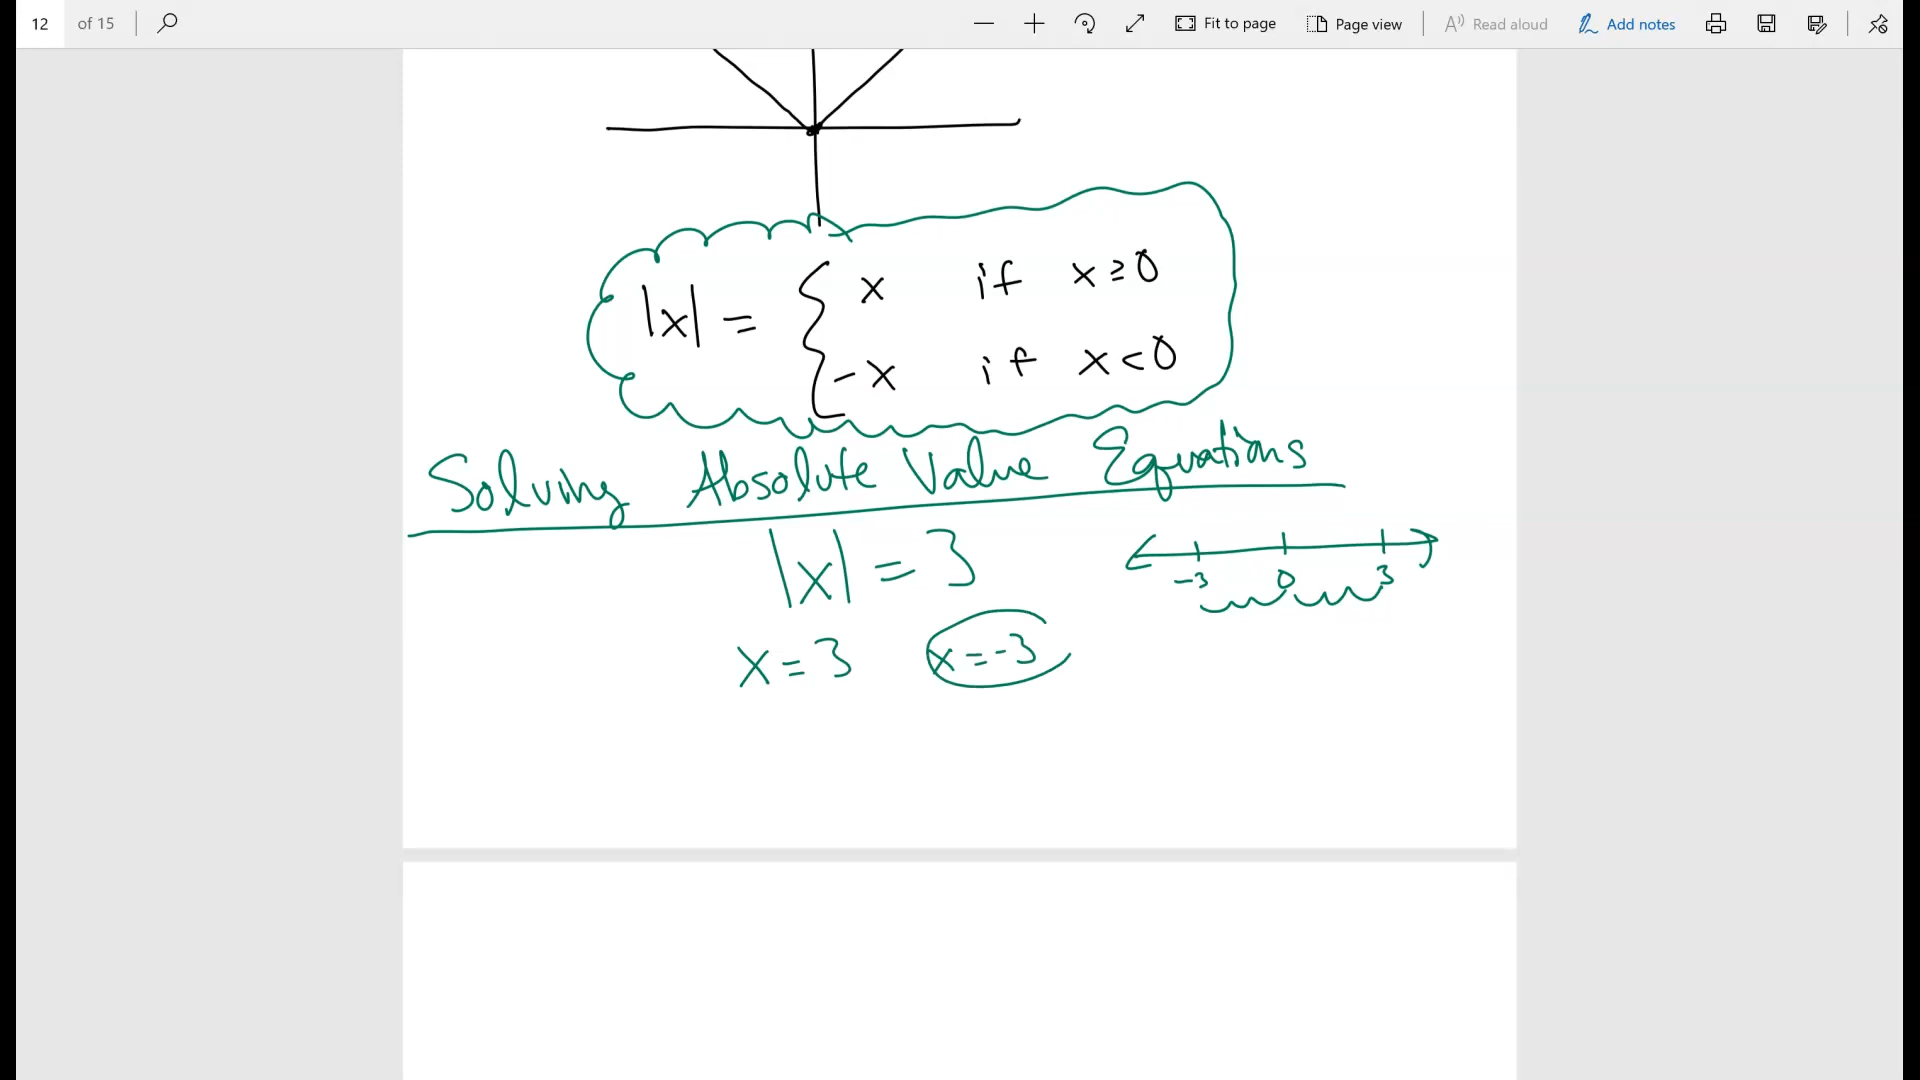 12 of 15 Fit to page Page view Read aloud Add notes
|x| = { x if x ≥ 0
-x if x < 0
Solving Absolute Value Equations
|x| = 3
-3 0 3
x = 3 x = -3